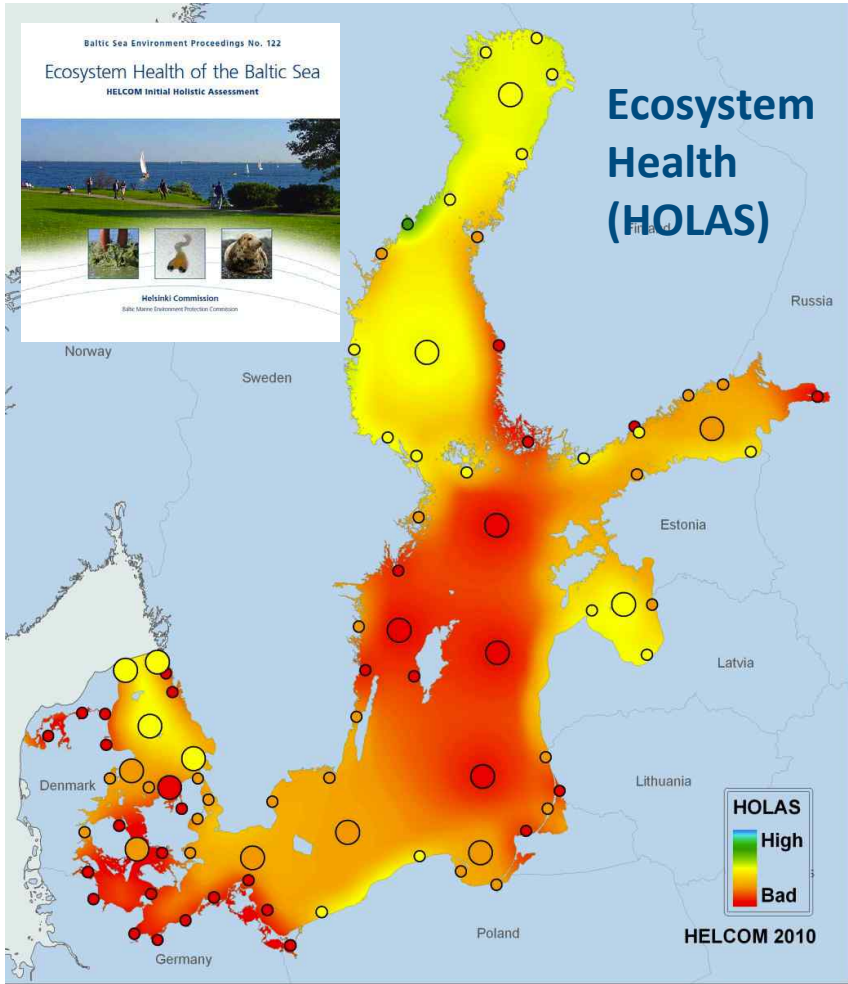 Baltic Sea Environment Proceedings No. 122
Ecosystem Health of the Baltic Sea
HELCOM Initial Holistic Assessment
Helsinki Commission
Baltic Marine Environment Protection Commission
Ecosystem
Health
(HOLAS)
Finland
Russia
Norway
Sweden
Estonia
Latvia
Lithuania
Denmark
HOLAS
High
Bad
HELCOM 2010
Poland
Germany